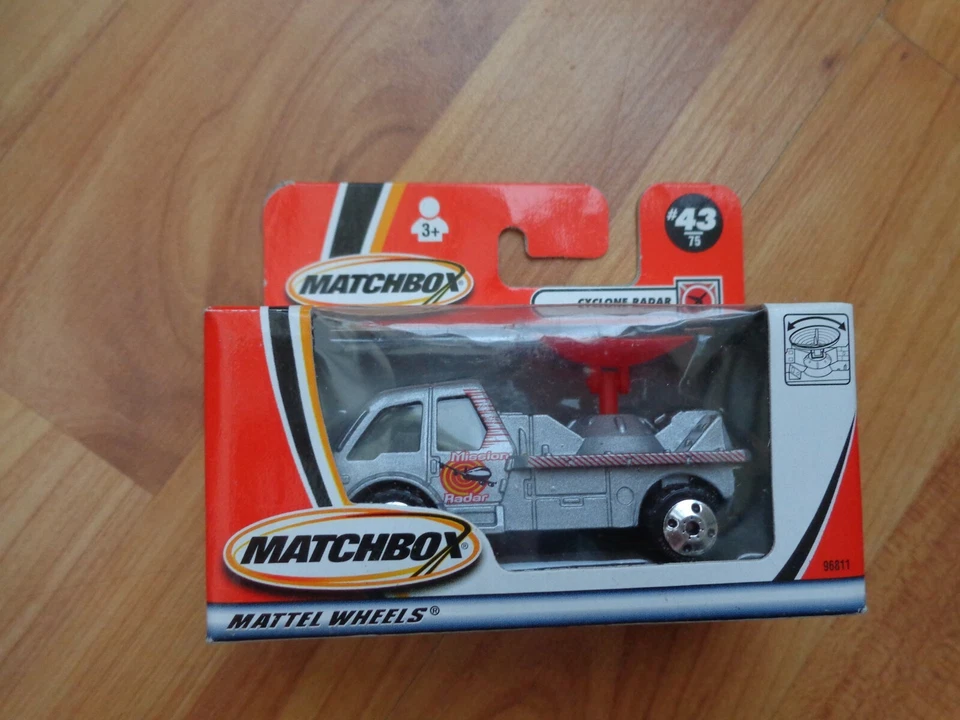 3+
#43
75
MATCHBOX
CYCLONE RADAR
Mission
Radar
MATCHBOX®
96811
MATTEL WHEELS®